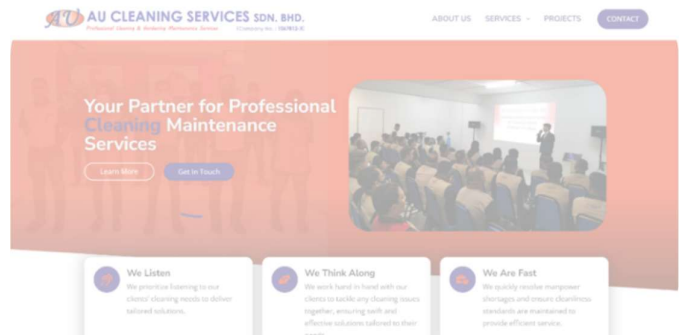 AU AU CLEANING SERVICES SDN. BHD.
Professional Cleaning & Gardening Maintenance Services
(Company No.
ABOUT US SERVICES PROJECTS CONTACT
Your Partner for Professional
Cleaning Maintenance
Services
Learn More Get In Touch
We Listen
We prioritize listening to our
clients' cleaning needs to deliver
tailored solutions.
We Think Along
We work hand in hand with our
clients to tackle any cleaning issues
together, ensuring swift and
effective solutions tailored to their
We Are Fast
We quickly resolve manpower
shortages and ensure cleanliness
standards are maintained to
provide efficient service.